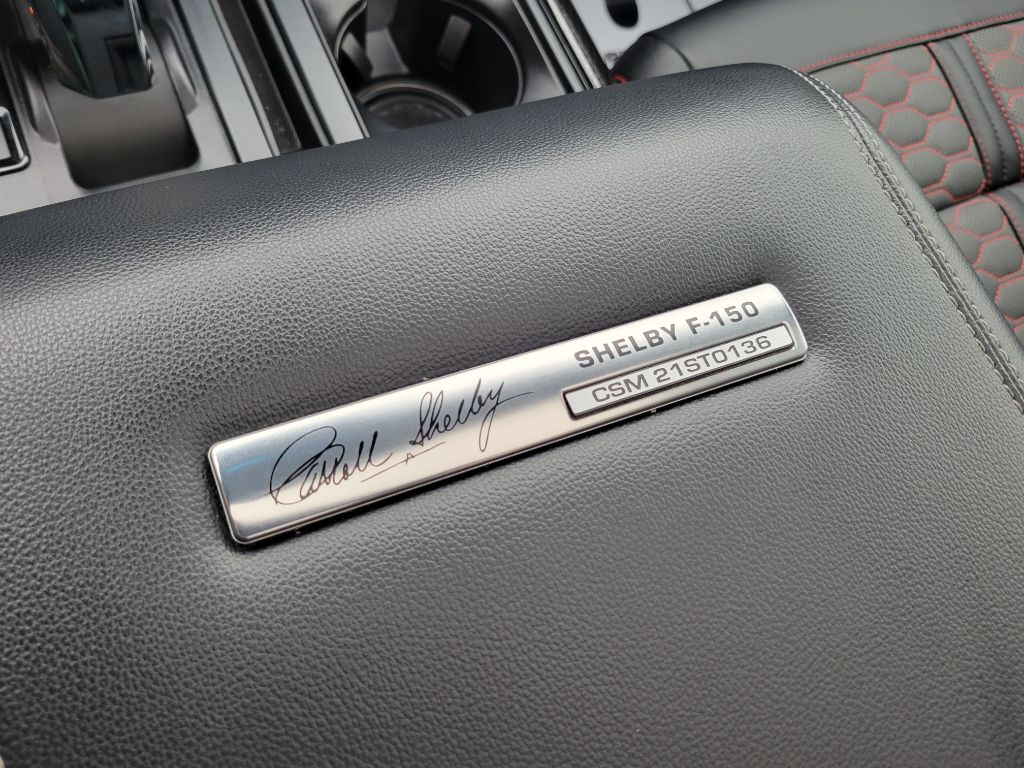 Carroll Shelby
SHELBY F-150
CSM 21ST0136